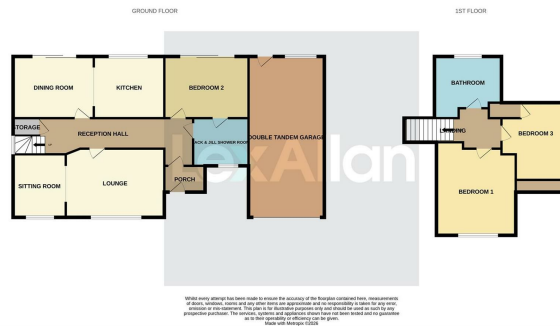 GROUND FLOOR
1ST FLOOR
DINING ROOM
KITCHEN
BEDROOM 2
BATHROOM
STORAGE
RECEPTION HALL
JACK & JILL SHOWER ROOM
DOUBLE TANDEM GARAGE
LANDING
BEDROOM 3
LexAllan
SITTING ROOM
LOUNGE
PORCH
BEDROOM 1
Whilst every attempt has been made to ensure the accuracy of the floorplan contained here, measurements
of doors, windows, rooms and any other items are approximate and no responsibility is taken for any error,
omission or mis-statement. This plan is for illustrative purposes only and should be used as such by any
prospective purchaser. The services, systems and appliances shown have not been tested and no guarantee
as to their operability or efficiency can be given.
Made with Metropix ©2026